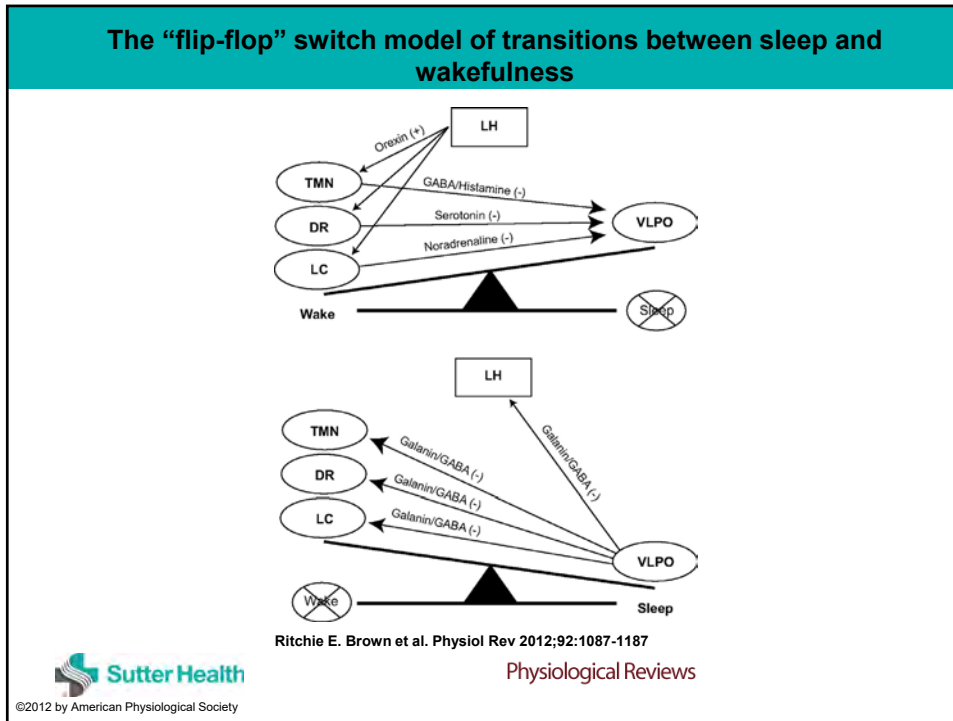 The “flip-flop” switch model of transitions between sleep and
wakefulness
LH
Orexin (+)
TMN
GABA/Histamine (-)
DR
Serotonin (-)
VLPO
Noradrenaline (-)
LC
Wake
Sleep
LH
TMN
Galanin/GABA (-)
Galanin/GABA (-)
DR
Galanin/GABA (-)
LC
Galanin/GABA (-)
VLPO
Wake
Sleep
Ritchie E. Brown et al. Physiol Rev 2012;92:1087-1187
Sutter Health
Physiological Reviews
©2012 by American Physiological Society